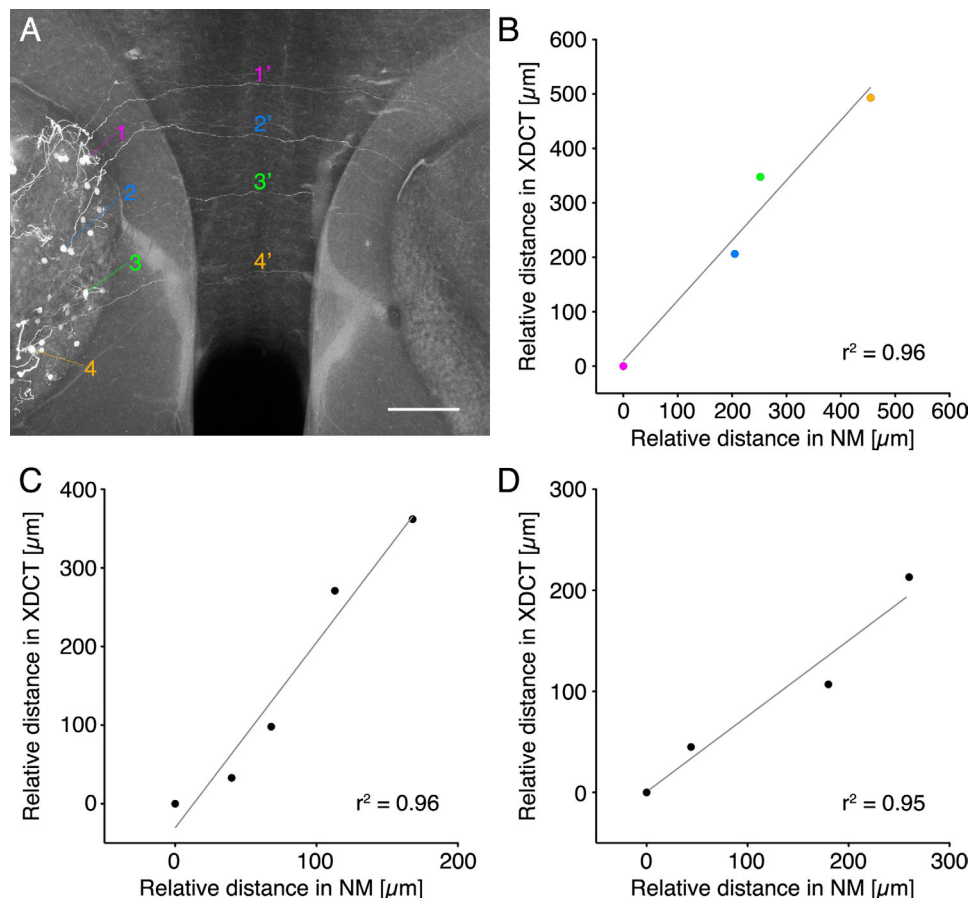 A
1
2
3
4
1'
2'
3'
4'
B
Relative distance in XDCT [µm]
600
500
400
300
200
100
0
r² = 0.96
0 100 200 300 400 500 600
Relative distance in NM [µm]
C
Relative distance in XDCT [µm]
400
300
200
100
0
r² = 0.96
0 100 200
Relative distance in NM [µm]
D
Relative distance in XDCT [µm]
300
200
100
0
r² = 0.95
0 100 200 300
Relative distance in NM [µm]